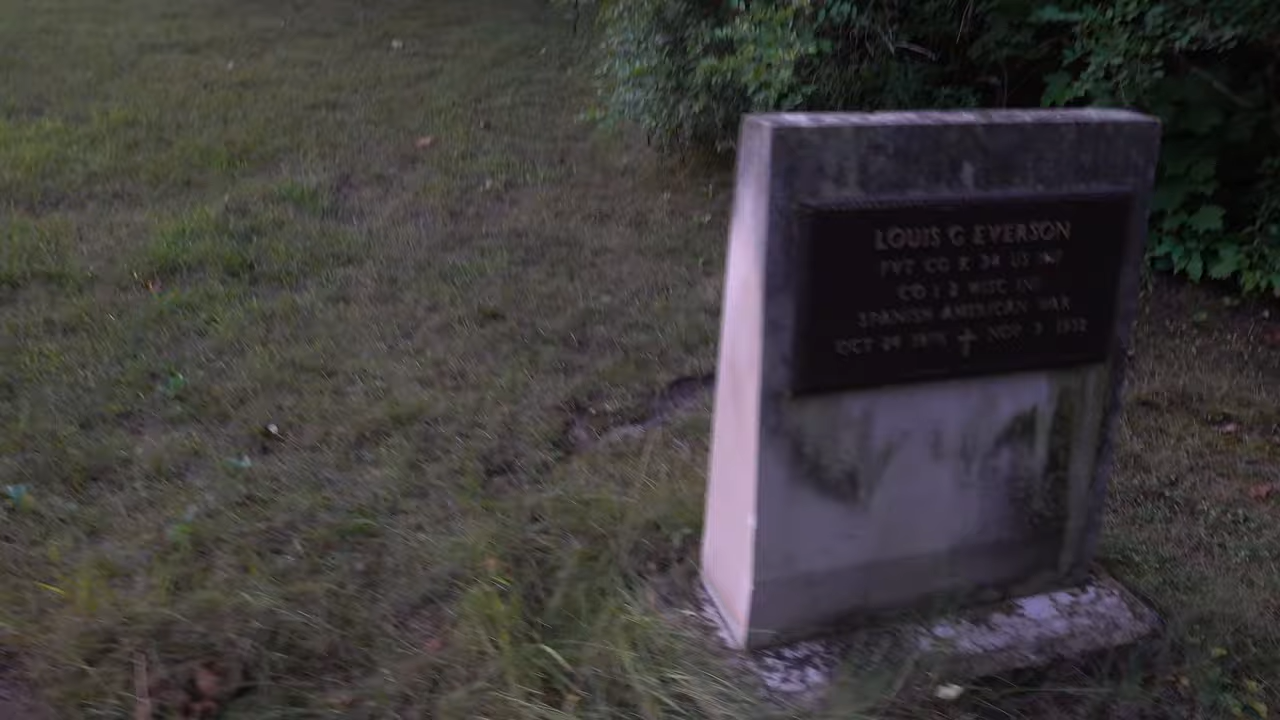 LOUIS G EVERSON
PVT CO E 34 US INF
CO I 2 WISC INF
SPANISH AMERICAN WAR
OCT 24 NOV 3 1932